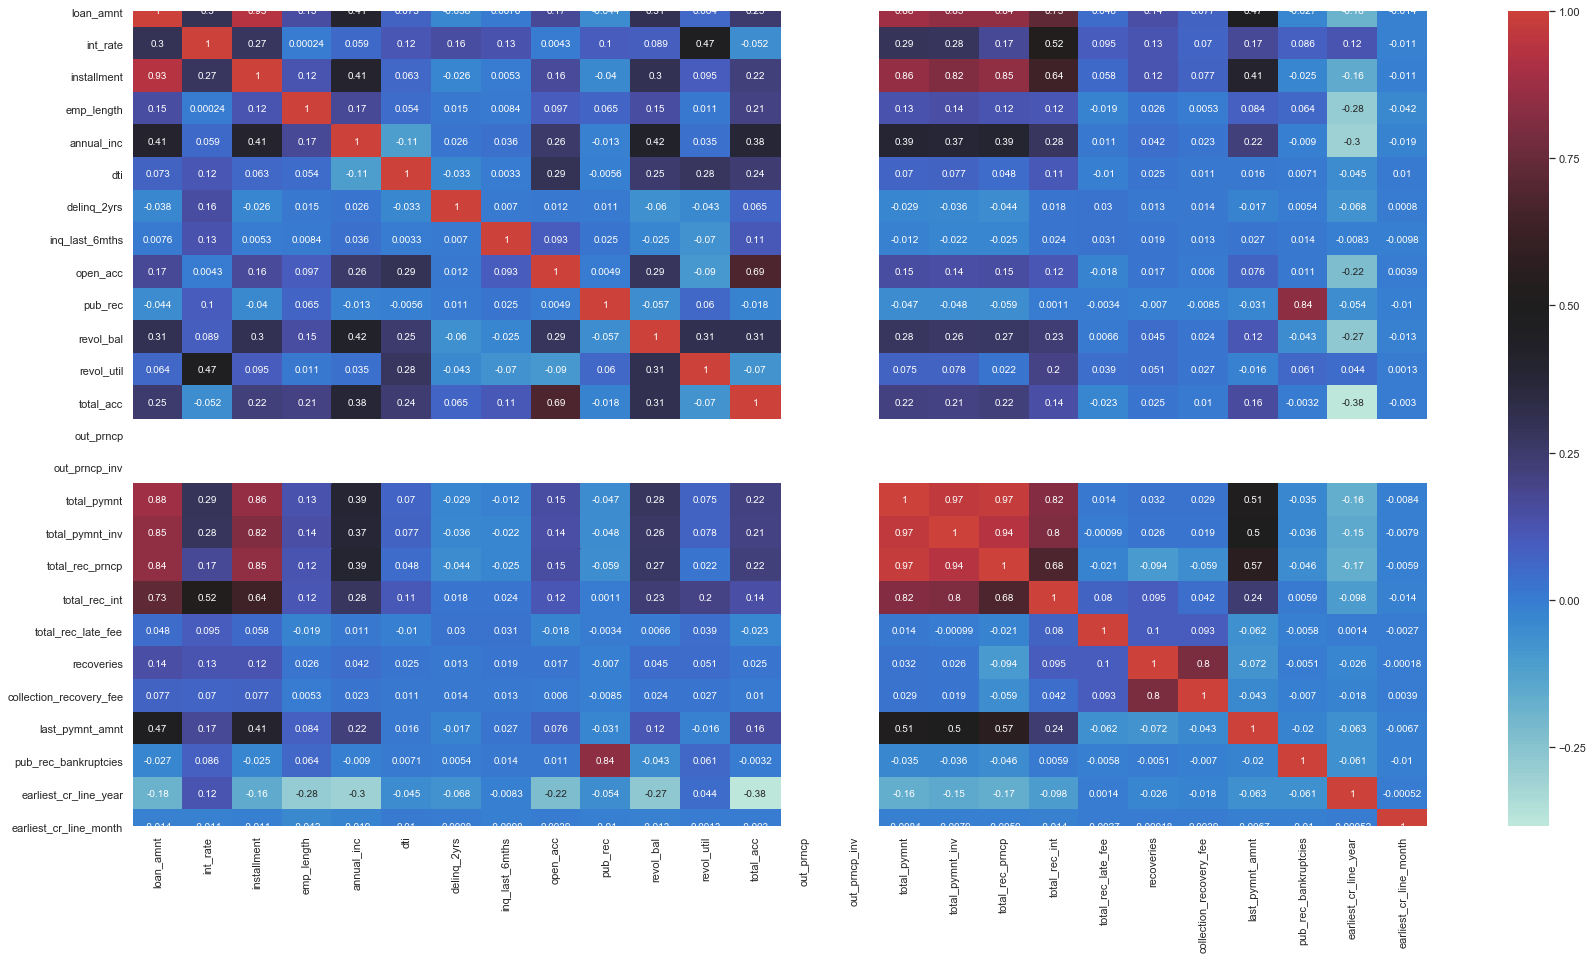 loan_amnt
int_rate 0.3 1 0.27 0.00024 0.059 0.12 0.16 0.13 0.0043 0.1 0.089 0.47 -0.052 0.29 0.28 0.17 0.52 0.095 0.13 0.07 0.17 0.086 0.12 -0.011
installment 0.93 0.27 1 0.12 0.41 0.063 -0.026 0.0053 0.16 -0.04 0.3 0.095 0.22 0.86 0.82 0.85 0.64 0.058 0.12 0.077 0.41 -0.025 -0.16 -0.011
emp_length 0.15 0.00024 0.12 1 0.17 0.054 0.015 0.0084 0.097 0.065 0.15 0.011 0.21 0.13 0.14 0.12 0.12 -0.019 0.026 0.0053 0.084 0.064 -0.28 -0.042
annual_inc 0.41 0.059 0.41 0.17 1 -0.11 0.026 0.036 0.26 -0.013 0.42 0.035 0.38 0.39 0.37 0.39 0.28 0.011 0.042 0.023 0.22 -0.009 -0.3 -0.019
dti 0.073 0.12 0.063 0.054 -0.11 1 -0.033 0.0033 0.29 -0.0056 0.25 0.28 0.24 0.07 0.077 0.048 0.11 -0.01 0.025 0.011 0.016 0.0071 -0.045 0.01
delinq_2yrs -0.038 0.16 -0.026 0.015 0.026 -0.033 1 0.007 0.012 0.011 -0.06 -0.043 0.065 -0.029 -0.036 -0.044 0.018 0.03 0.013 0.014 -0.017 0.0054 -0.068 0.0008
inq_last_6mths 0.0076 0.13 0.0053 0.0084 0.036 0.0033 0.007 1 0.093 0.025 -0.025 -0.07 0.11 -0.012 -0.022 -0.025 0.024 0.031 0.019 0.013 0.027 0.014 -0.0083 -0.0098
open_acc 0.17 0.0043 0.16 0.097 0.26 0.29 0.012 0.093 1 0.0049 0.29 -0.09 0.69 0.15 0.14 0.15 0.12 -0.018 0.017 0.006 0.076 0.011 -0.22 0.0039
pub_rec -0.044 0.1 -0.04 0.065 -0.013 -0.0056 0.011 0.025 0.0049 1 -0.057 0.06 -0.018 -0.047 -0.048 -0.059 0.0011 -0.0034 -0.007 -0.0085 -0.031 0.84 -0.054 -0.01
revol_bal 0.31 0.089 0.3 0.15 0.42 0.25 -0.06 -0.025 0.29 -0.057 1 0.31 0.31 0.28 0.26 0.27 0.23 0.0066 0.045 0.024 0.12 -0.043 -0.27 -0.013
revol_util 0.064 0.47 0.095 0.011 0.035 0.28 -0.043 -0.07 -0.09 0.06 0.31 1 -0.07 0.075 0.078 0.022 0.2 0.039 0.051 0.027 -0.016 0.061 0.044 0.0013
total_acc 0.25 -0.052 0.22 0.21 0.38 0.24 0.065 0.11 0.69 -0.018 0.31 -0.07 1 0.22 0.21 0.22 0.14 -0.023 0.025 0.01 0.16 -0.0032 -0.38 -0.003
out_prncp
out_prncp_inv
total_pymnt 0.88 0.29 0.86 0.13 0.39 0.07 -0.029 -0.012 0.15 -0.047 0.28 0.075 0.22 1 0.97 0.97 0.82 0.014 0.032 0.029 0.51 -0.035 -0.16 -0.0084
total_pymnt_inv 0.85 0.28 0.82 0.14 0.37 0.077 -0.036 -0.022 0.14 -0.048 0.26 0.078 0.21 0.97 1 0.94 0.8 -0.00099 0.026 0.019 0.5 -0.036 -0.15 -0.0079
total_rec_prncp 0.84 0.17 0.85 0.12 0.39 0.048 -0.044 -0.025 0.15 -0.059 0.27 0.022 0.22 0.97 0.94 1 0.68 -0.021 -0.094 -0.059 0.57 -0.046 -0.17 -0.0059
total_rec_int 0.73 0.52 0.64 0.12 0.28 0.11 0.018 0.024 0.12 0.0011 0.23 0.2 0.14 0.82 0.8 0.68 1 0.08 0.095 0.042 0.24 0.0059 -0.098 -0.014
total_rec_late_fee 0.048 0.095 0.058 -0.019 0.011 -0.01 0.03 0.031 -0.018 -0.0034 0.0066 0.039 -0.023 0.014 -0.00099 -0.021 0.08 1 0.1 0.093 -0.062 -0.0058 0.0014 -0.0027
recoveries 0.14 0.13 0.12 0.026 0.042 0.025 0.013 0.019 0.017 -0.007 0.045 0.051 0.025 0.032 0.026 -0.094 0.095 0.1 1 0.8 -0.072 -0.0051 -0.026 -0.00018
collection_recovery_fee 0.077 0.07 0.077 0.0053 0.023 0.011 0.014 0.013 0.006 -0.0085 0.024 0.027 0.01 0.029 0.019 -0.059 0.042 0.093 0.8 1 -0.043 -0.007 -0.018 0.0039
last_pymnt_amnt 0.47 0.17 0.41 0.084 0.22 0.016 -0.017 0.027 0.076 -0.031 0.12 -0.016 0.16 0.51 0.5 0.57 0.24 -0.062 -0.072 -0.043 1 -0.02 -0.063 -0.0067
pub_rec_bankruptcies -0.027 0.086 -0.025 0.064 -0.009 0.0071 0.0054 0.014 0.011 0.84 -0.043 0.061 -0.0032 -0.035 -0.036 -0.046 0.0059 -0.0058 -0.0051 -0.007 -0.02 1 -0.061 -0.01
earliest_cr_line_year -0.18 0.12 -0.16 -0.28 -0.3 -0.045 -0.068 -0.0083 -0.22 -0.054 -0.27 0.044 -0.38 -0.16 -0.15 -0.17 -0.098 0.0014 -0.026 -0.018 -0.063 -0.061 1 -0.00052
earliest_cr_line_month
loan_amnt int_rate installment emp_length annual_inc dti delinq_2yrs inq_last_6mths open_acc pub_rec revol_bal revol_util total_acc out_prncp out_prncp_inv total_pymnt total_pymnt_inv total_rec_prncp total_rec_int total_rec_late_fee recoveries collection_recovery_fee last_pymnt_amnt pub_rec_bankruptcies earliest_cr_line_year earliest_cr_line_month
1.00
0.75
0.50
0.25
0.00
-0.25